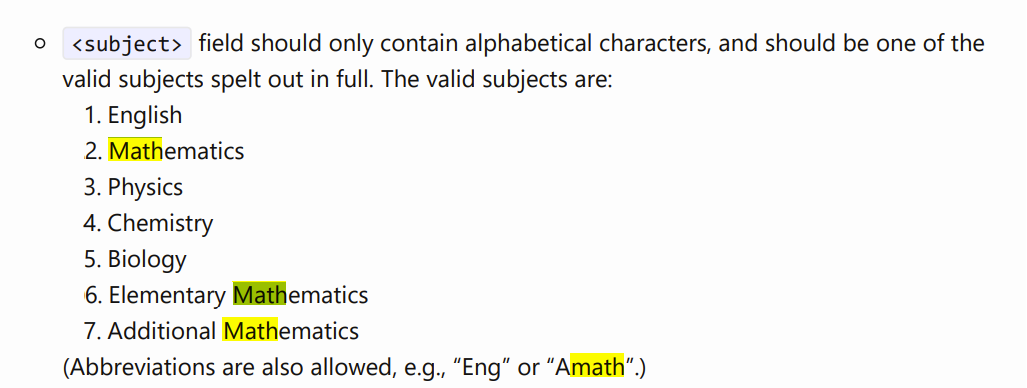 <subject> field should only contain alphabetical characters, and should be one of the
valid subjects spelt out in full. The valid subjects are:
1. English
2. Mathematics
3. Physics
4. Chemistry
5. Biology
6. Elementary Mathematics
7. Additional Mathematics
(Abbreviations are also allowed, e.g., “Eng” or “Amath”.)